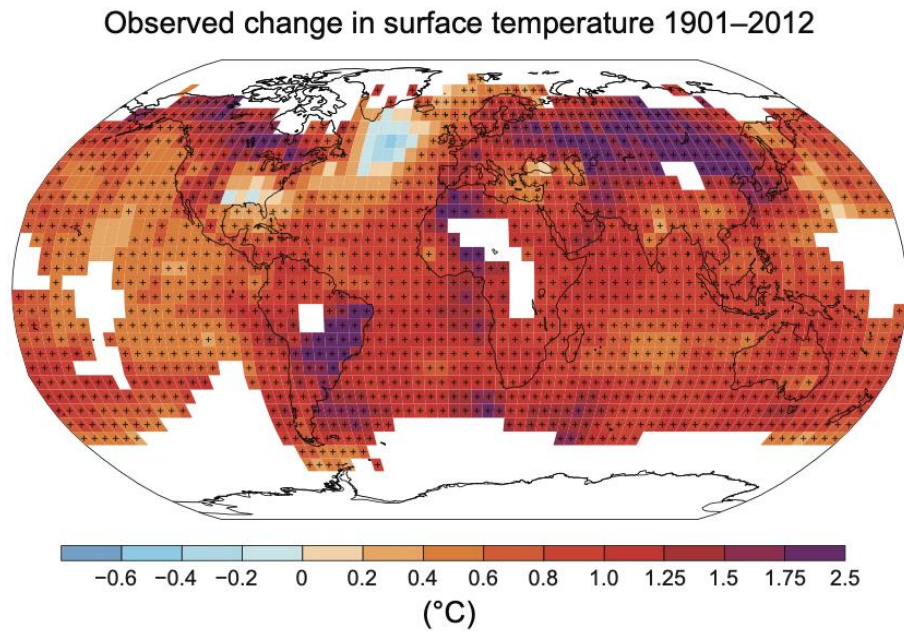 Observed change in surface temperature 1901–2012
−0.6 −0.4 −0.2 0 0.2 0.4 0.6 0.8 1.0 1.25 1.5 1.75 2.5
(°C)